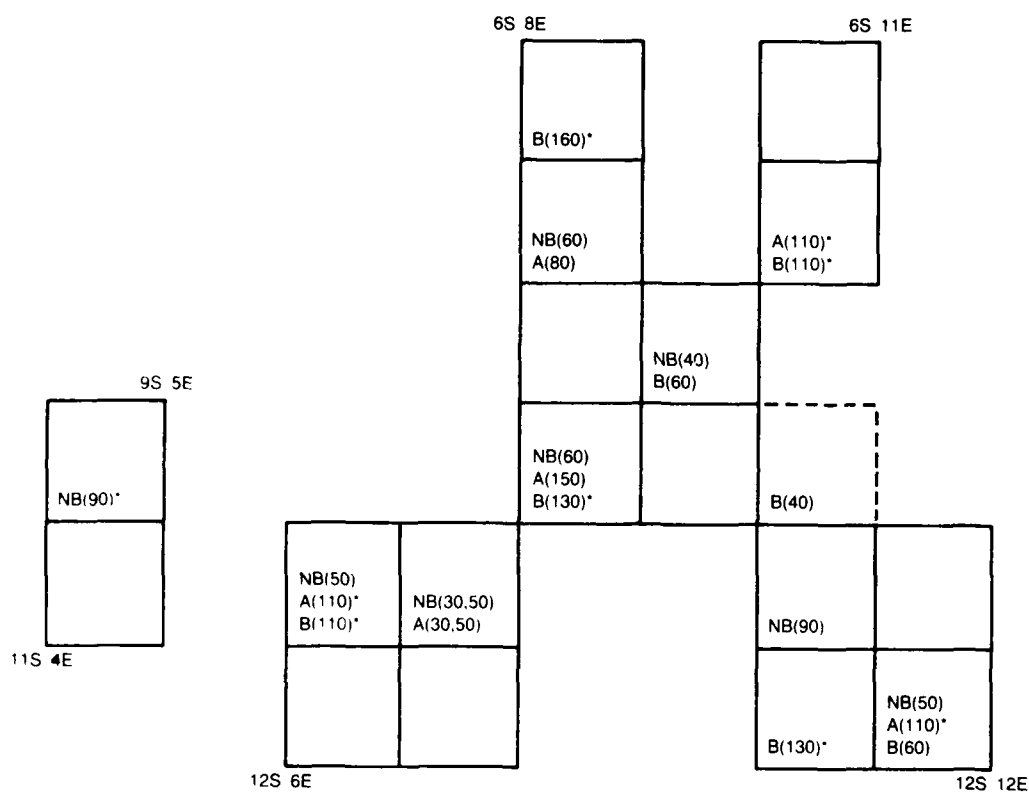 6S 8E
6S 11E
B(160)*
NB(60)
A(80)
A(110)*
B(110)*
NB(40)
B(60)
9S 5E
NB(90)*
NB(60)
A(150)
B(130)*
B(40)
NB(50)
A(110)*
B(110)*
NB(30,50)
A(30,50)
NB(90)
11S 4E
B(130)*
NB(50)
A(110)*
B(60)
12S 6E
12S 12E